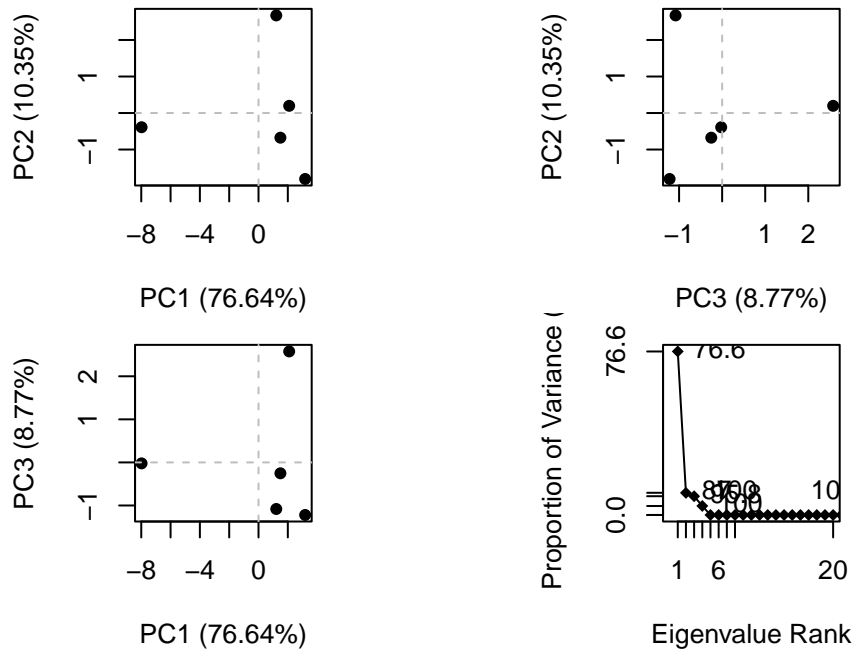 PC2 (10.35%)
−1
1
−8
−4
0
PC1 (76.64%)
PC2 (10.35%)
−1
1
−1
1
2
PC3 (8.77%)
PC3 (8.77%)
−1
1
2
−8
−4
0
PC1 (76.64%)
Proportion of Variance (
0.0
76.6
76.6
10
1
6
20
Eigenvalue Rank